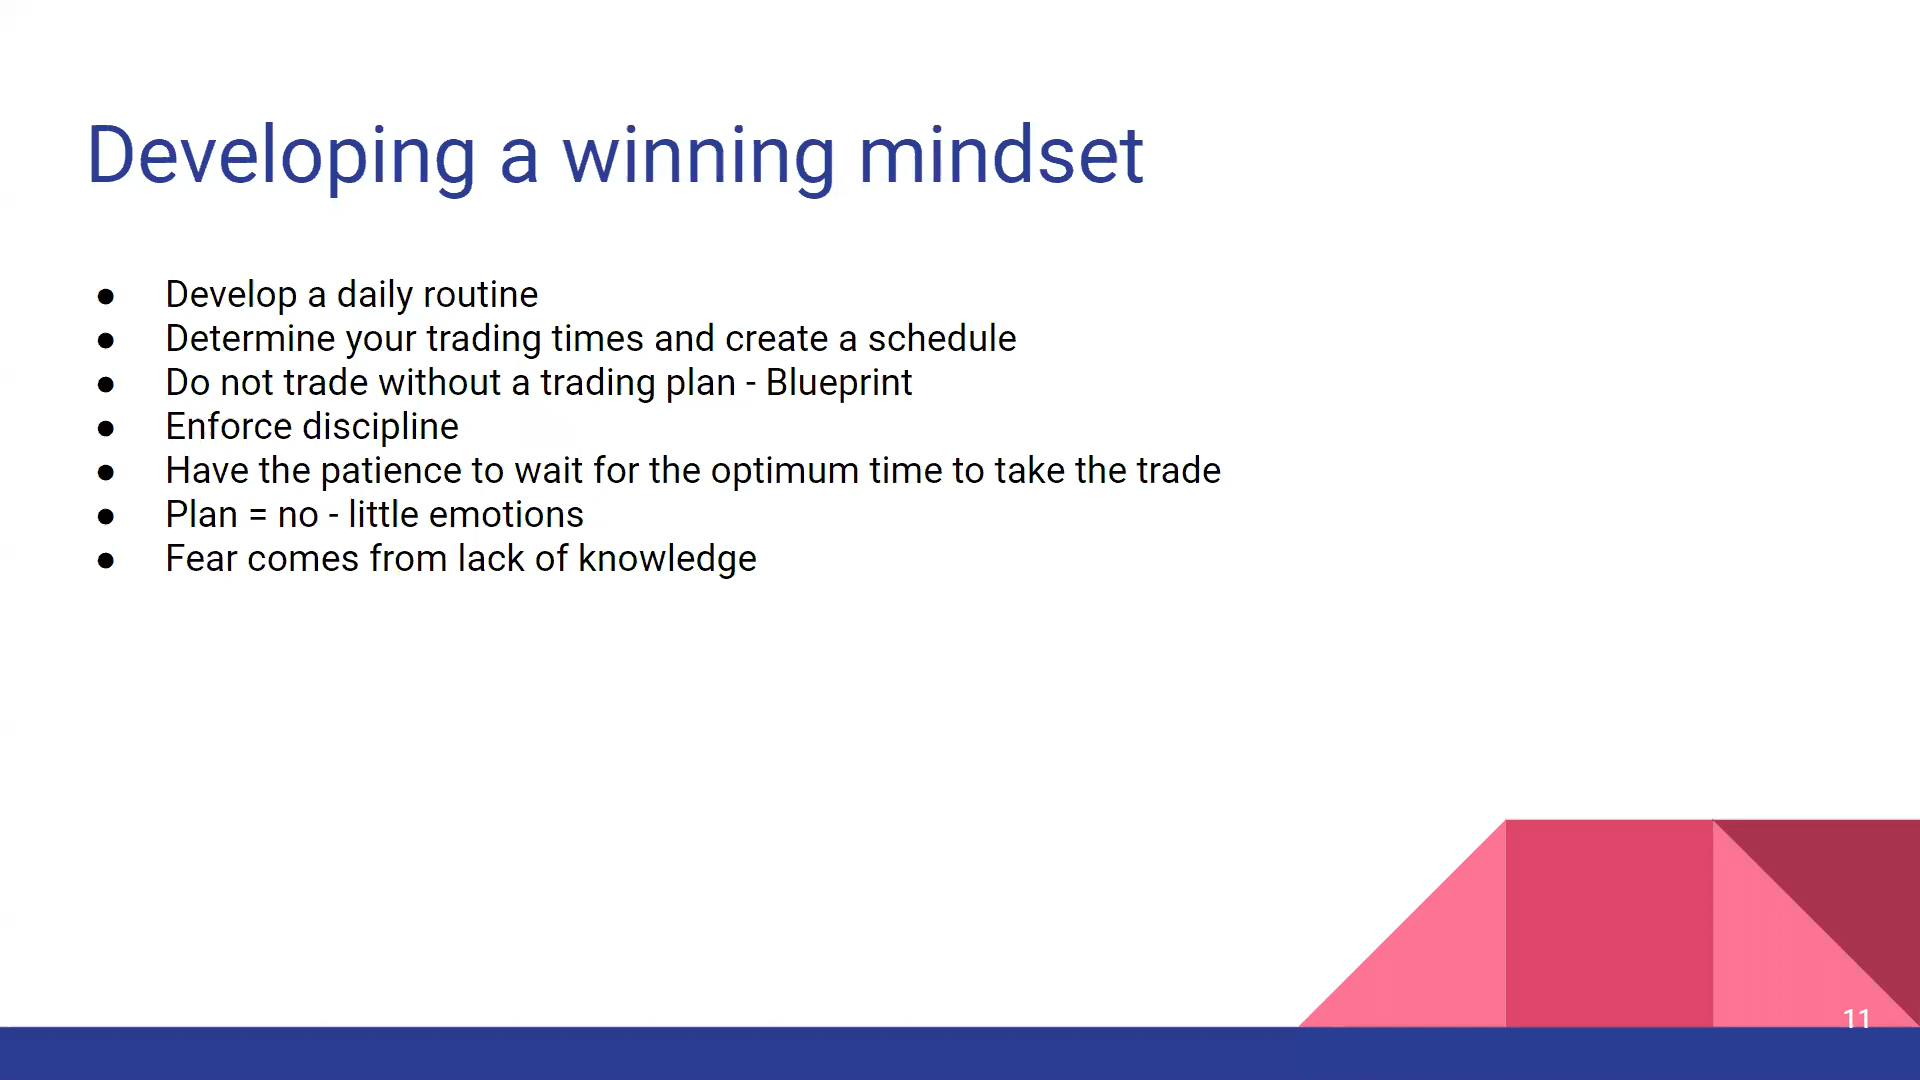 Developing a winning mindset
● Develop a daily routine
● Determine your trading times and create a schedule
● Do not trade without a trading plan - Blueprint
● Enforce discipline
● Have the patience to wait for the optimum time to take the trade
● Plan = no - little emotions
● Fear comes from lack of knowledge
11